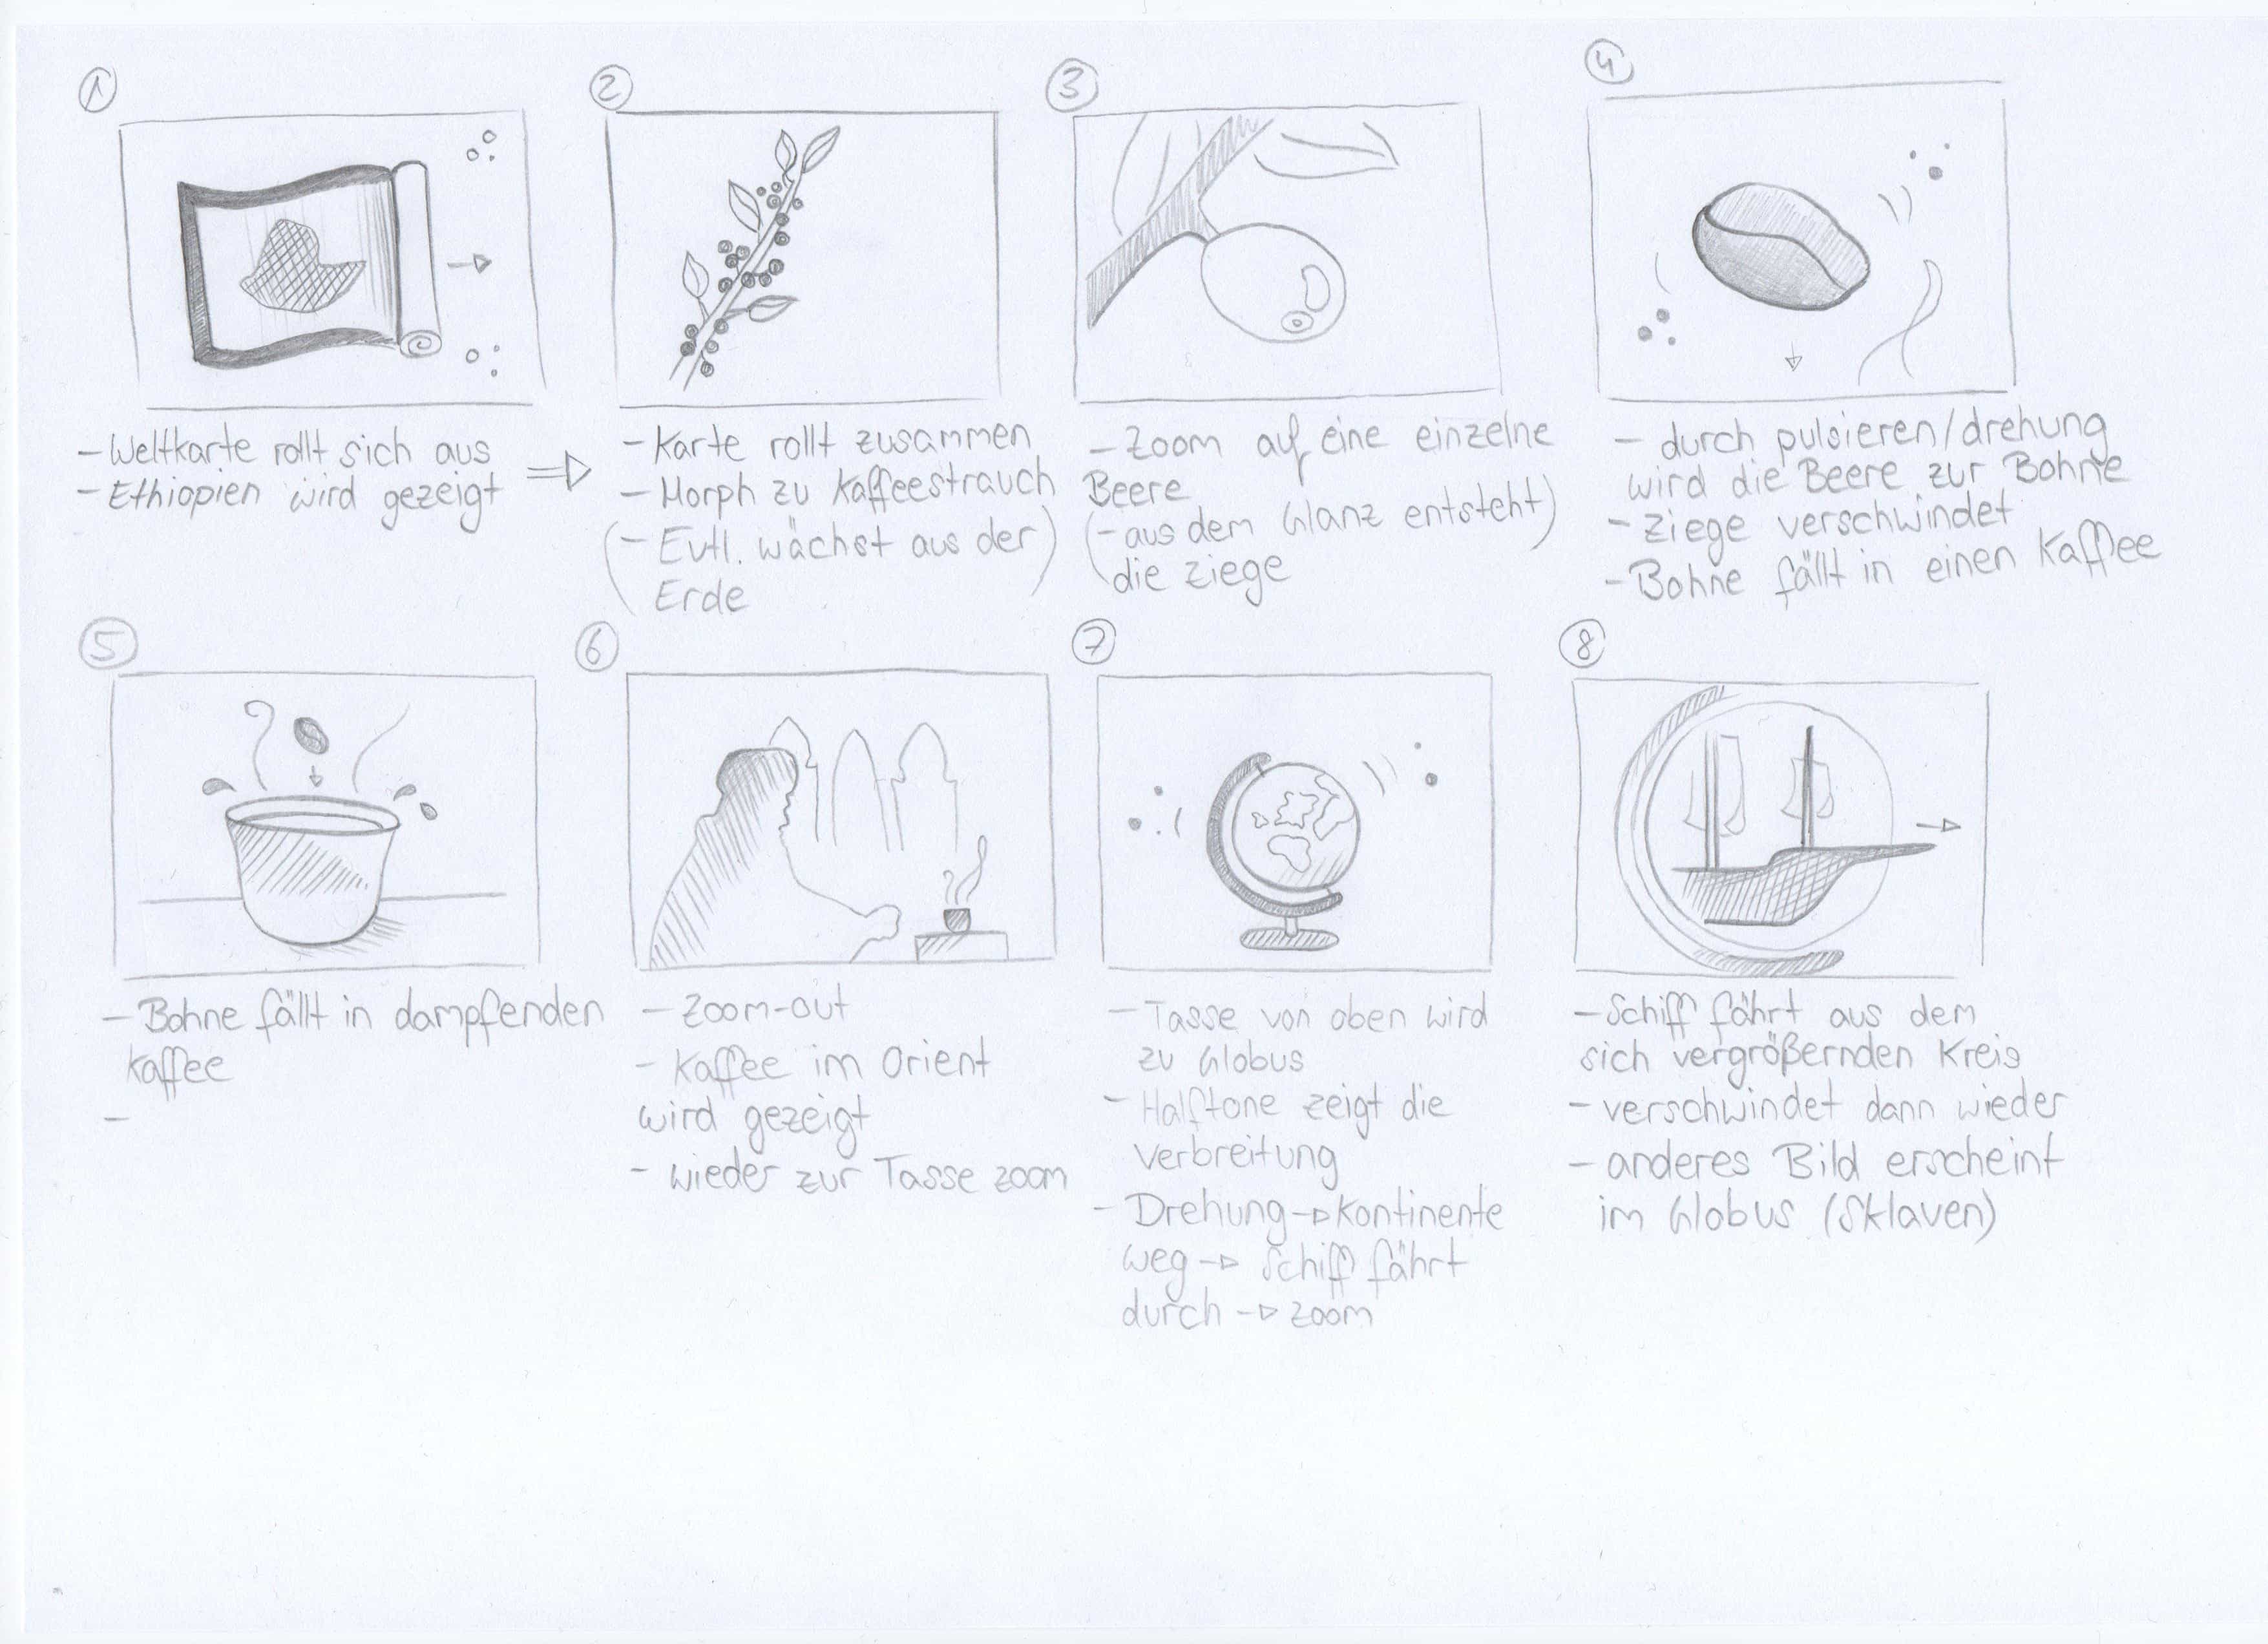 1
- Weltkarte rollt sich aus
- Ethiopien wird gezeigt
2
- Karte rollt zusammen
- Morph zu Kaffeestrauch
(- Evtl. wächst aus der)
Erde
3
- Zoom auf eine einzelne
Beere
(- aus dem Glanz entsteht)
die Ziege
4
- durch pulsieren/drehung
wird die Beere zur Bohne
- Ziege verschwindet
- Bohne fällt in einen Kaffee
5
- Bohne fällt in dampfenden
Kaffee
-
6
- Zoom-out
- Kaffee im Orient
wird gezeigt
- wieder zur Tasse zoom
7
- Tasse von oben wird
zu Globus
- Halftone zeigt die
Verbreitung
- Drehung → Kontinente
weg → Schiff fährt
durch → zoom
8
- Schiff fährt aus dem
sich vergrößernden Kreis
- verschwindet dann wieder
- anderes Bild erscheint
im Globus (Sklaven)